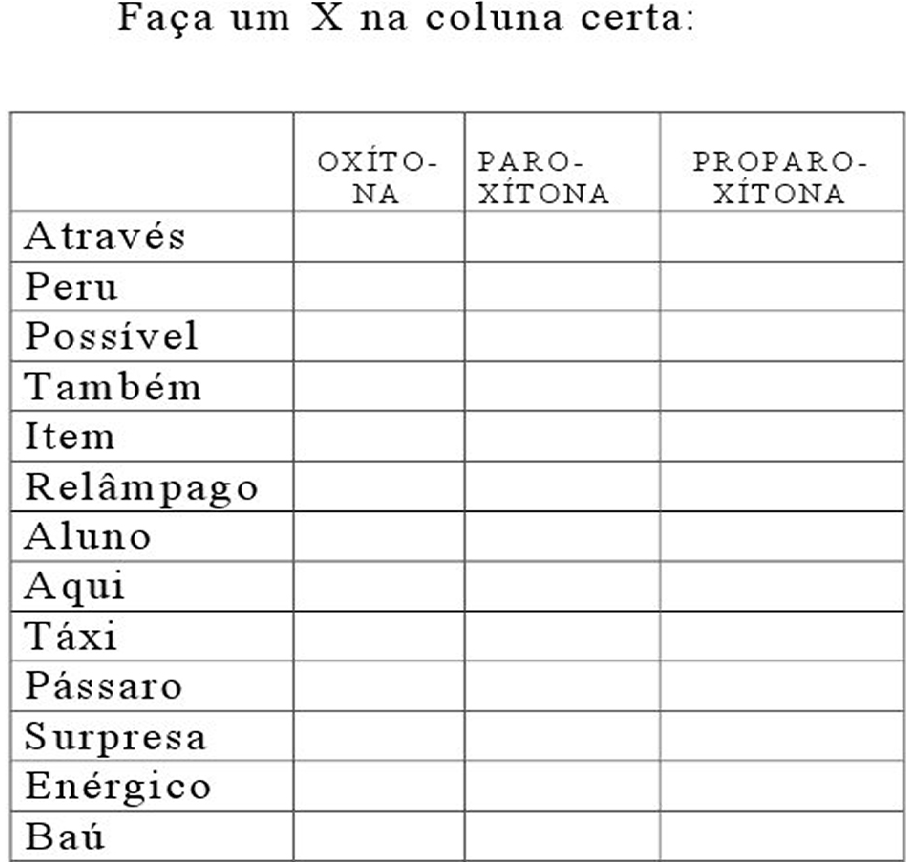 Faça um X na coluna certa:
OXÍTO- PARO- PROPARO-
NA XÍTONA XÍTONA
Através
Peru
Possível
Também
Item
Relâmpago
Aluno
Aqui
Táxi
Pássaro
Surpresa
Enérgico
Baú